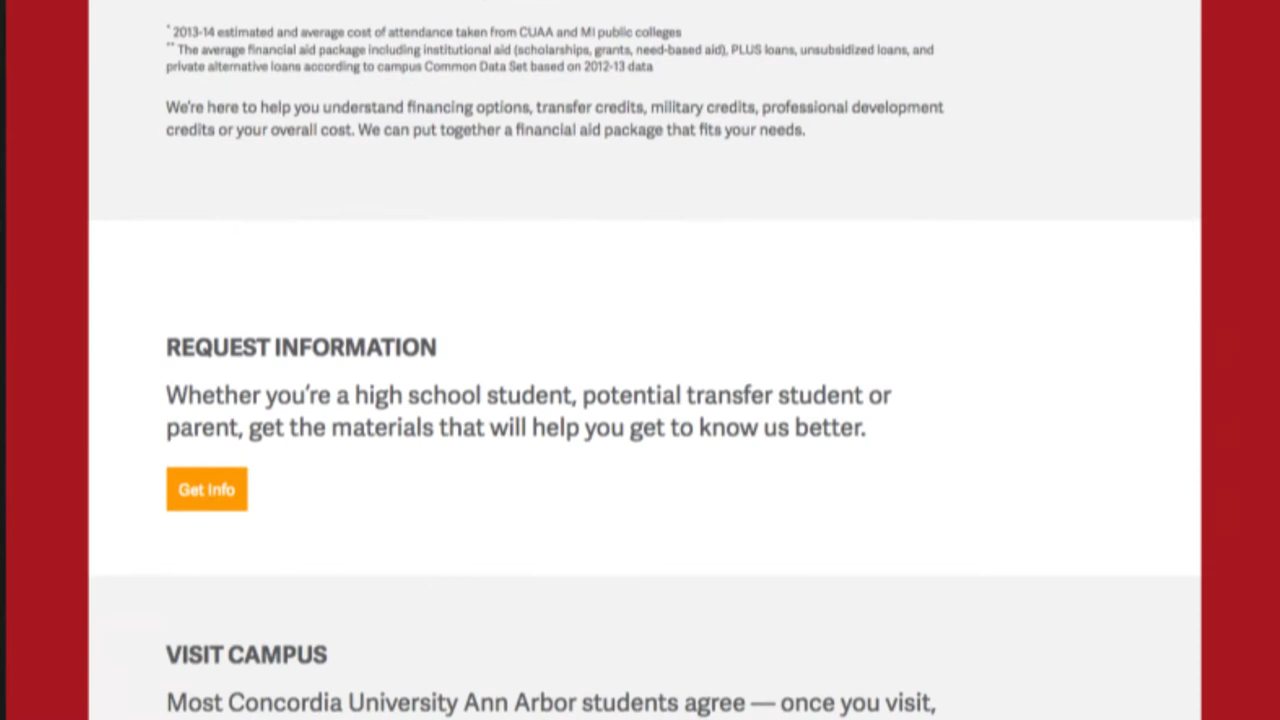 * 2013-14 estimated and average cost of attendance taken from CUAA and MI public colleges
** The average financial aid package including institutional aid (scholarships, grants, need-based aid), PLUS loans, unsubsidized loans, and
private alternative loans according to campus Common Data Set based on 2012-13 data
We're here to help you understand financing options, transfer credits, military credits, professional development
credits or your overall cost. We can put together a financial aid package that fits your needs.
REQUEST INFORMATION
Whether you're a high school student, potential transfer student or
parent, get the materials that will help you get to know us better.
Get Info
VISIT CAMPUS
Most Concordia University Ann Arbor students agree — once you visit,